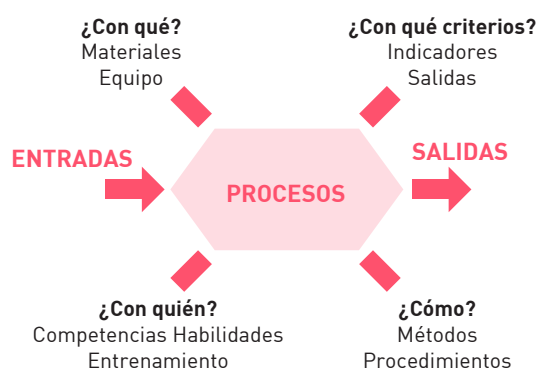 ¿Con qué?
Materiales
Equipo
¿Con qué criterios?
Indicadores
Salidas
ENTRADAS
PROCESOS
SALIDAS
¿Con quién?
Competencias Habilidades
Entrenamiento
¿Cómo?
Métodos
Procedimientos